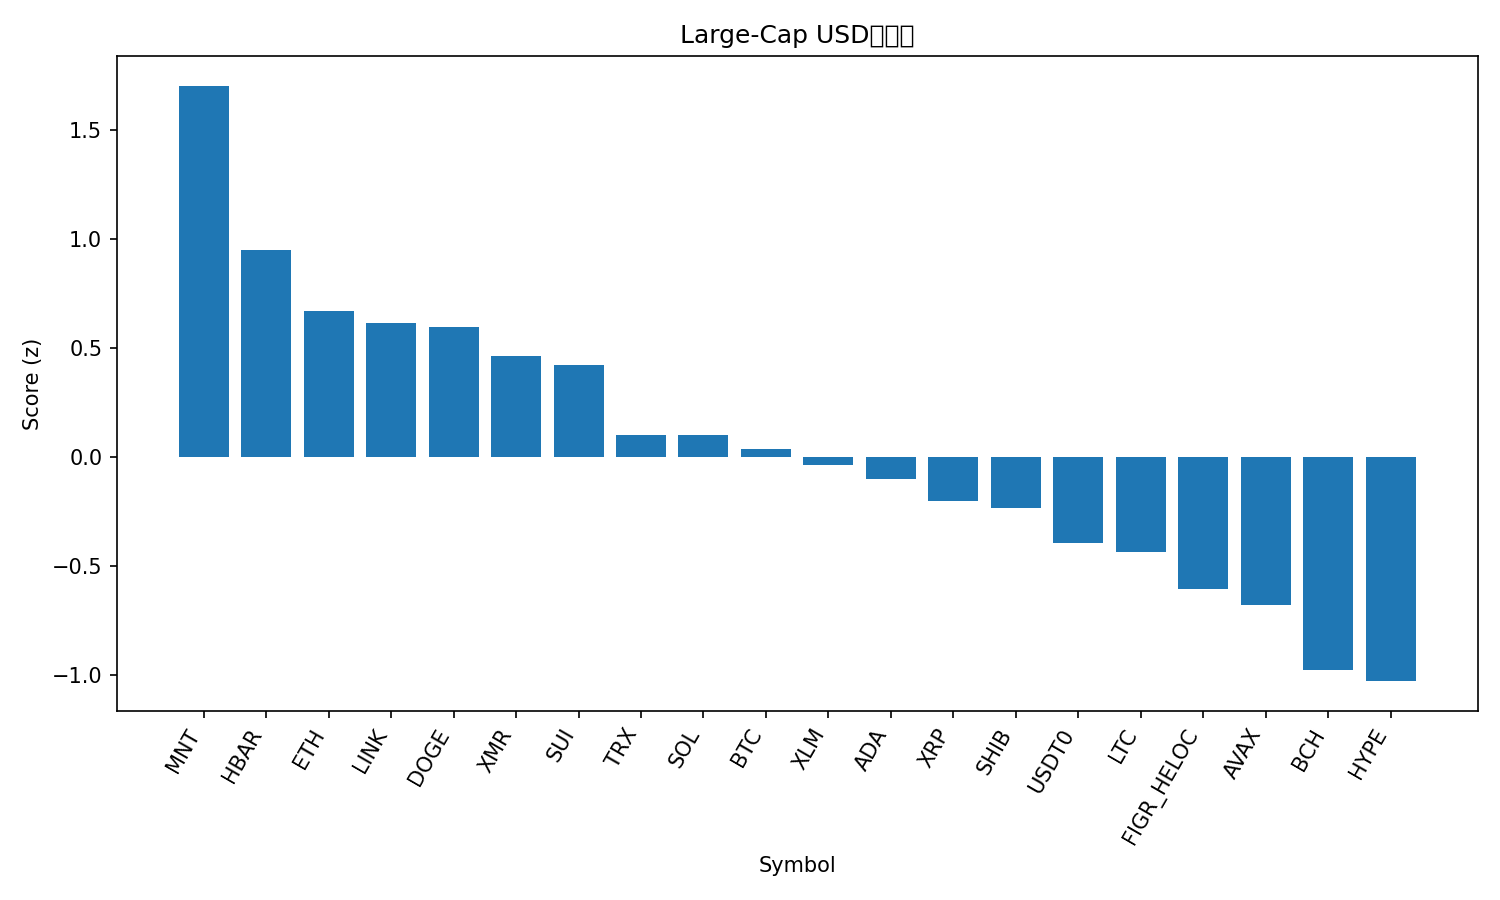 Large-Cap USD
Score (z)
1.5
1.0
0.5
0.0
−0.5
−1.0
MNT
HBAR
ETH
LINK
DOGE
XMR
SUI
TRX
SOL
BTC
XLM
ADA
XRP
SHIB
USDT0
LTC
FIGR_HELOC
AVAX
BCH
HYPE
Symbol